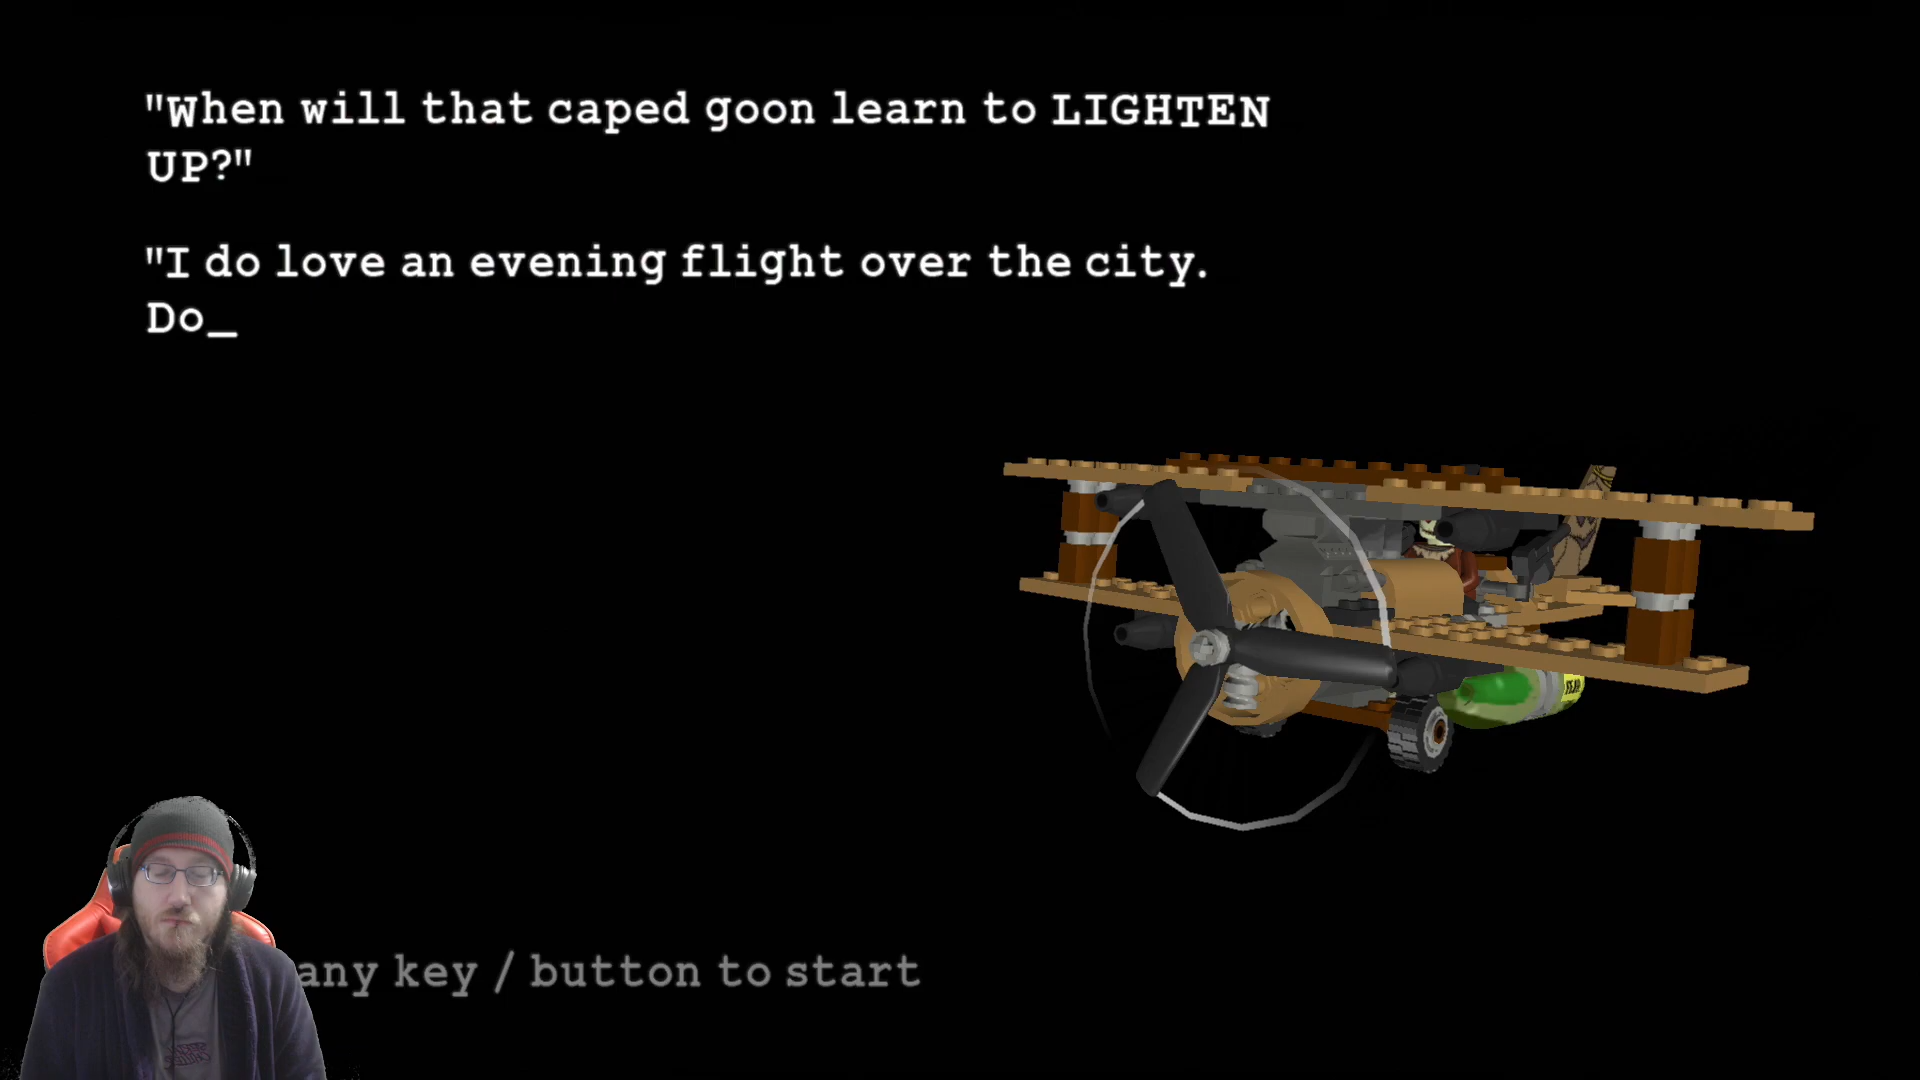 "When will that caped goon learn to LIGHTEN
UP?"
"I do love an evening flight over the city.
Do_
any key / button to start